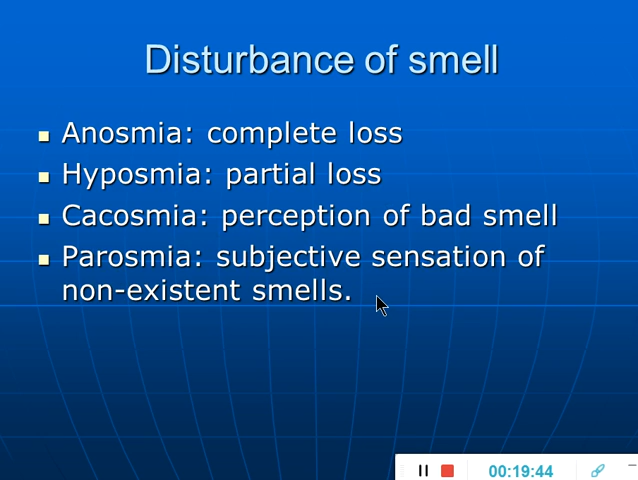 Disturbance of smell
Anosmia: complete loss
Hyposmia: partial loss
Cacosmia: perception of bad smell
Parosmia: subjective sensation of
non-existent smells.
00:19:44